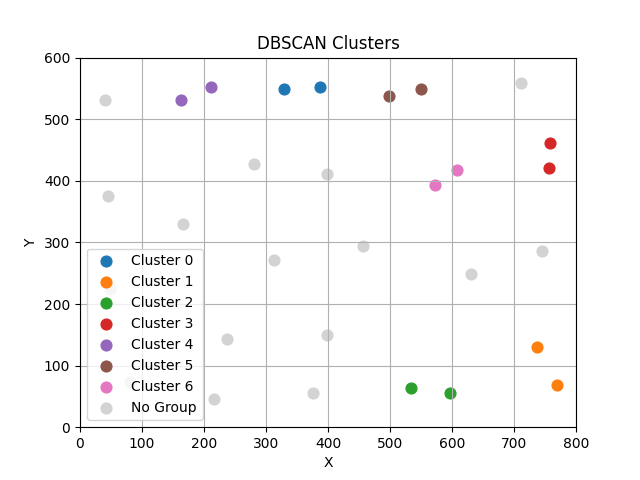 DBSCAN Clusters
600
500
400
300
200
100
0
Y
Cluster 0
Cluster 1
Cluster 2
Cluster 3
Cluster 4
Cluster 5
Cluster 6
No Group
0 100 200 300 400 500 600 700 800
X